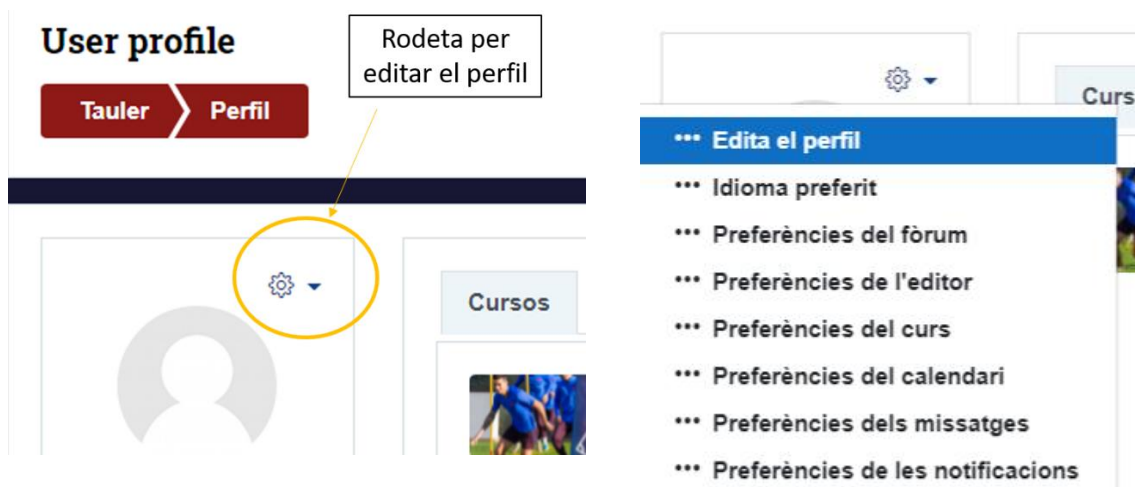 User profile
Rodeta per
editar el perfil
Tauler
Perfil
Cursos
Curs
••• Edita el perfil
••• Idioma preferit
••• Preferències del fòrum
••• Preferències de l'editor
••• Preferències del curs
••• Preferències del calendari
••• Preferències dels missatges
••• Preferències de les notificacions